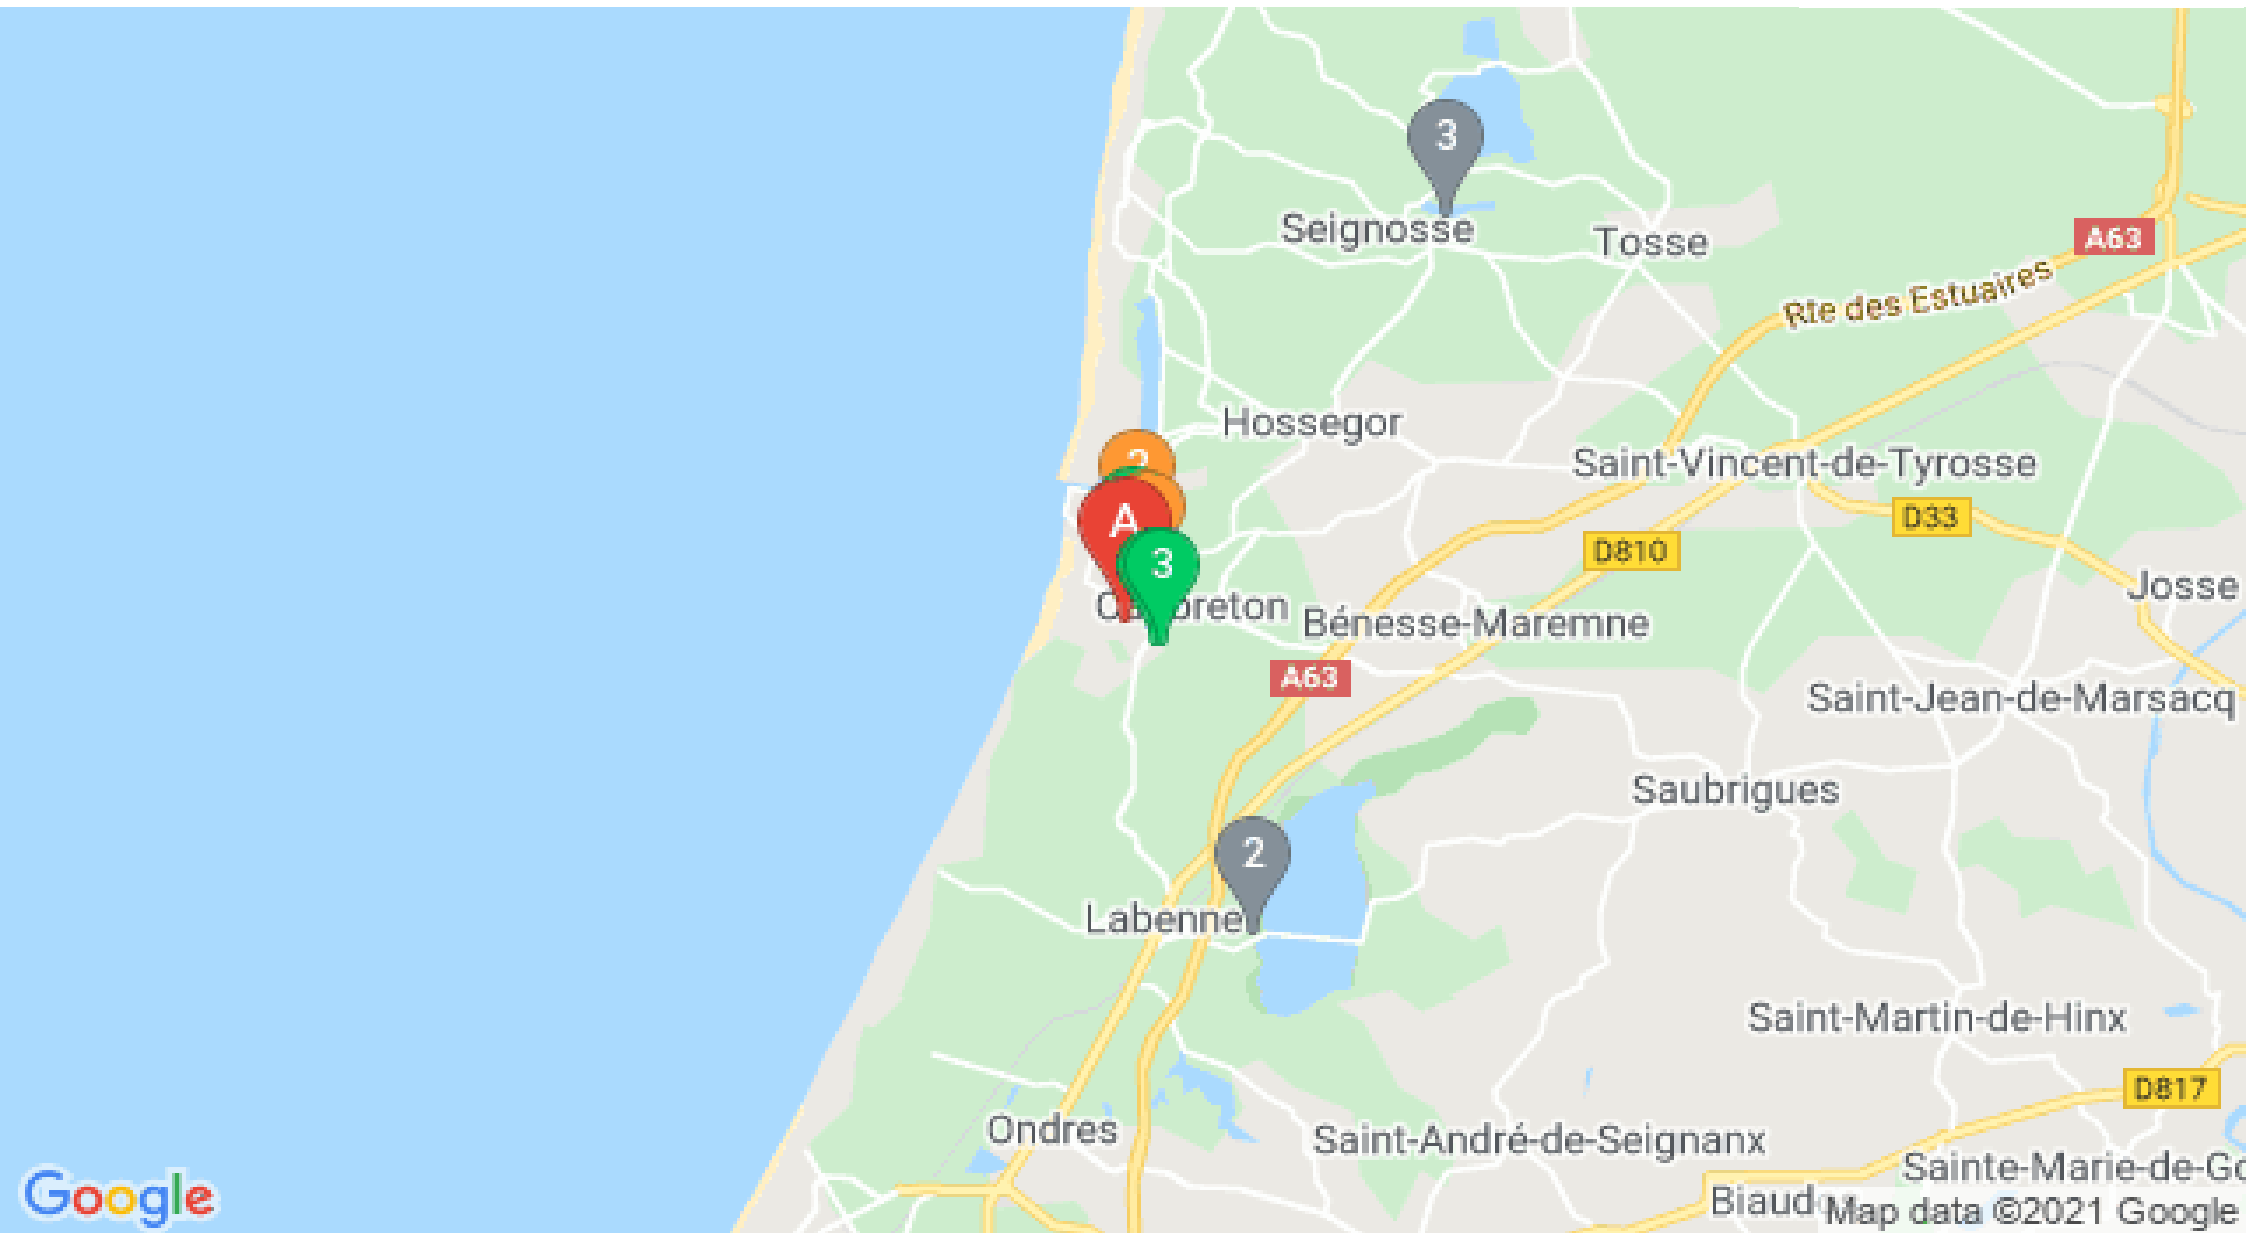 3
Seignosse
Tosse
A63
Rte des Estuaires
Hossegor
2
Saint-Vincent-de-Tyrosse
A
D33
D810
3
Josse
Bénesse-Maremne
A63
Saint-Jean-de-Marsacq
Saubrigues
2
Labenne
Saint-Martin-de-Hinx
D817
Ondres
Saint-André-de-Seignanx
Google
Map data ©2021 Google